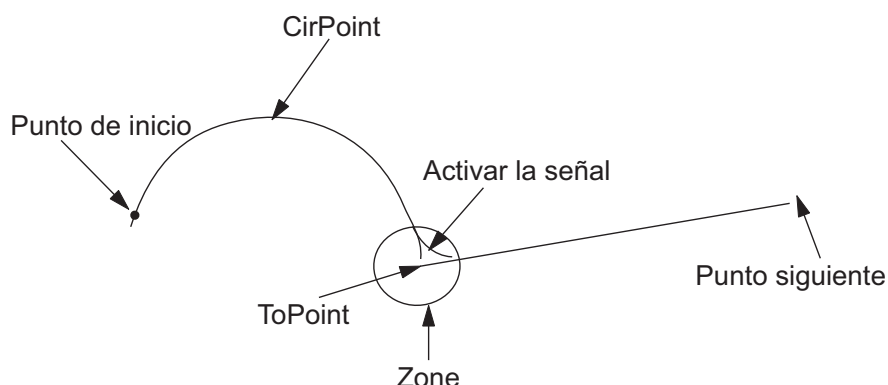 CirPoint
Punto de inicio
Activar la señal
Punto siguiente
ToPoint
Zone